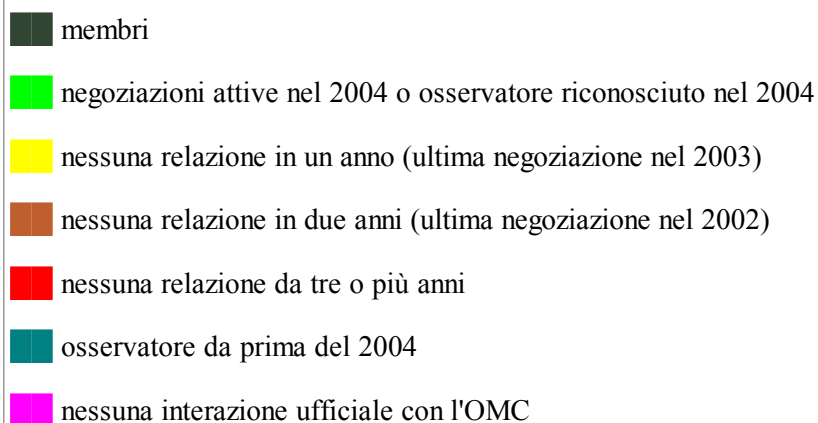 membri
negoziazioni attive nel 2004 o osservatore riconosciuto nel 2004
nessuna relazione in un anno (ultima negoziazione nel 2003)
nessuna relazione in due anni (ultima negoziazione nel 2002)
nessuna relazione da tre o più anni
osservatore da prima del 2004
nessuna interazione ufficiale con l'OMC